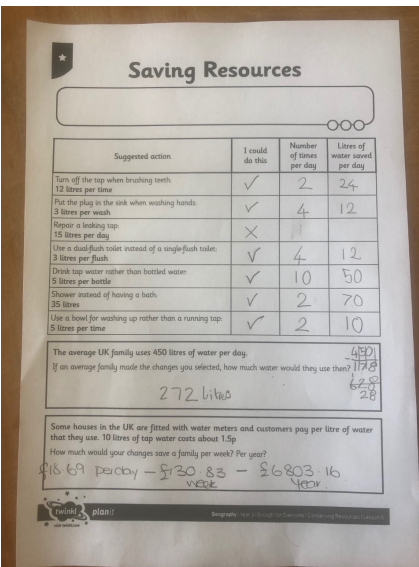 Saving Resources
Suggested action
I could do this
Number of times per day
Litres of water saved per day
Turn off the tap when brushing teeth:
12 litres per time
✓ 2 24
Put the plug in the sink when washing hands:
3 litres per wash
✓ 4 12
Repair a leaking tap:
15 litres per day
X
Use a dual-flush toilet instead of a single-flush toilet:
3 litres per flush
✓ 4 12
Drink tap water rather than bottled water:
5 litres per bottle
✓ 10 50
Shower instead of having a bath:
35 litres
✓ 2 70
Use a bowl for washing up rather than a running tap:
5 litres per time
✓ 2 10
The average UK family uses 450 litres of water per day.
If an average family made the changes you selected, how much water would they use then?
178
28
272 litres
Some houses in the UK are fitted with water meters and customers pay per litre of water
that they use. 10 litres of tap water costs about 1.5p
How much would your changes save a family per week? Per year?
£18.69 per day - £130.83 - £6803.16
week year
twinkl planit